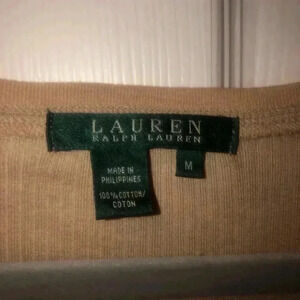 LAUREN
RALPH LAUREN
M
MADE IN
PHILIPPINES
100% COTTON/
COTON